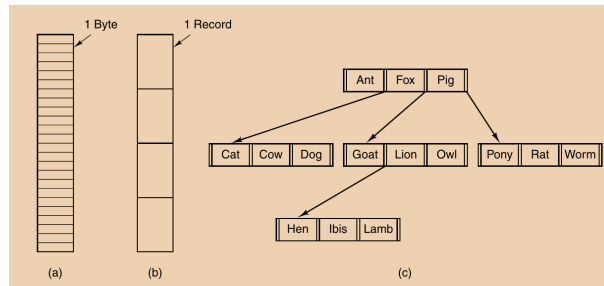 1 Byte
1 Record
Ant Fox Pig
Cat Cow Dog
Goat Lion Owl
Pony Rat Worm
Hen Ibis Lamb
(a)
(b)
(c)